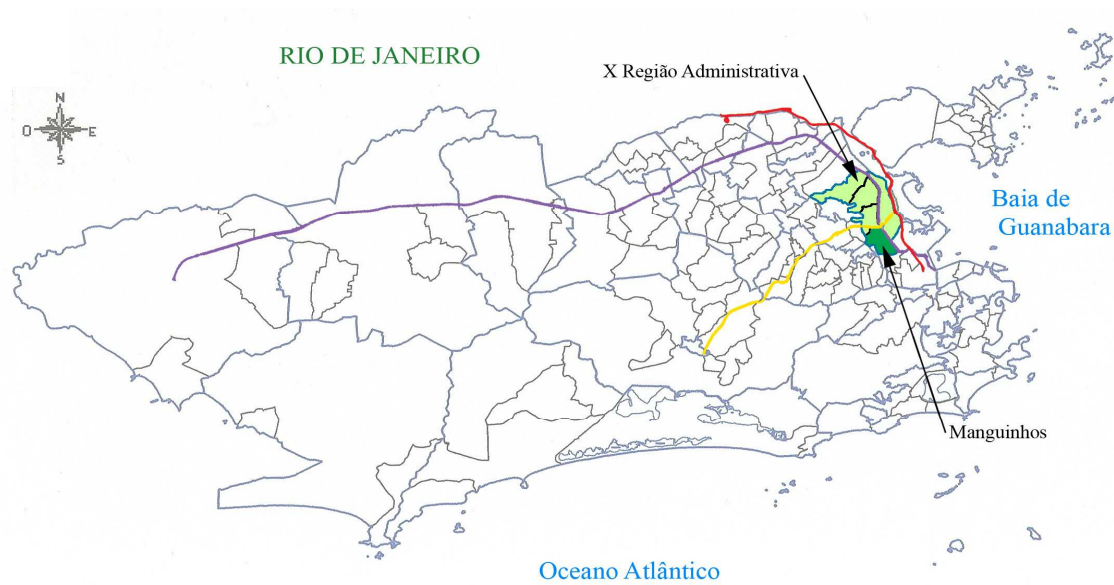 RIO DE JANEIRO
X Região Administrativa
N
O
E
S
Baia de
Guanabara
Manguinhos
Oceano Atlântico